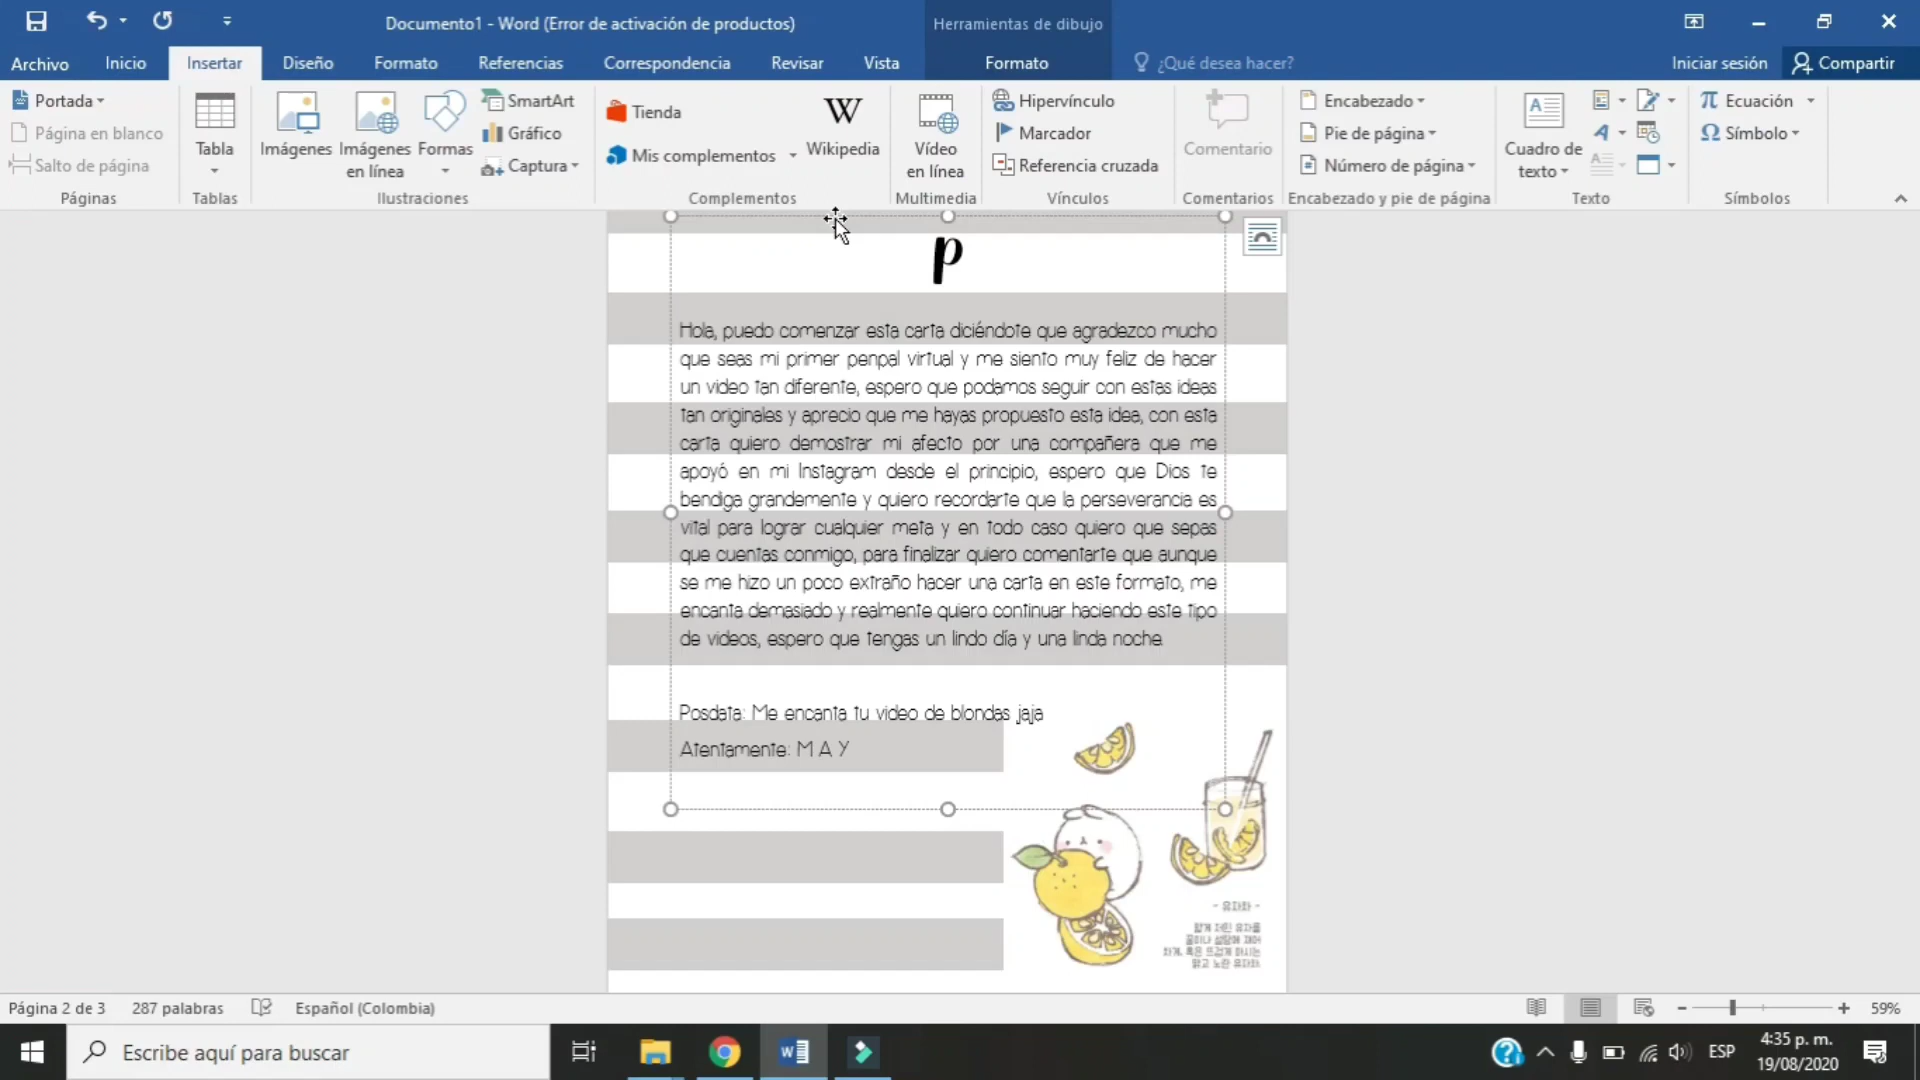 Documento1 - Word (Error de activación de productos)
Herramientas de dibujo
Archivo
Inicio
Insertar
Diseño
Formato
Referencias
Correspondencia
Revisar
Vista
Formato
¿Qué desea hacer?
Iniciar sesión
Compartir
Portada
Página en blanco
Salto de página
Páginas
Tabla
Tablas
Imágenes
Imágenes
en línea
Formas
SmartArt
Gráfico
Captura
Ilustraciones
Tienda
Mis complementos
W
Wikipedia
Complementos
Vídeo
en línea
Multimedia
Hipervínculo
Marcador
Referencia cruzada
Vínculos
Comentario
Comentarios
Encabezado
Pie de página
Número de página
Encabezado y pie de página
Cuadro de
texto
Texto
π Ecuación
Ω Símbolo
Símbolos
p
Hola, puedo comenzar esta carta diciéndote que agradezco mucho
que seas mi primer penpal virtual y me siento muy feliz de hacer
un video tan diferente, espero que podamos seguir con estas ideas
tan originales y aprecio que me hayas propuesto esta idea, con esta
carta quiero demostrar mi afecto por una compañera que me
apoyó en mi Instagram desde el principio, espero que Dios te
bendiga grandemente y quiero recordarte que la perseverancia es
vital para lograr cualquier meta y en todo caso quiero que sepas
que cuentas conmigo, para finalizar quiero comentarte que aunque
se me hizo un poco extraño hacer una carta en este formato, me
encanta demasiado y realmente quiero continuar haciendo este tipo
de videos, espero que tengas un lindo día y una linda noche.
Posdata: Me encanta tu video de blondas jaja
Atentamente: M A Y
- 유자차 -
Página 2 de 3
287 palabras
Español (Colombia)
59%
Escribe aquí para buscar
ESP
4:35 p. m.
19/08/2020